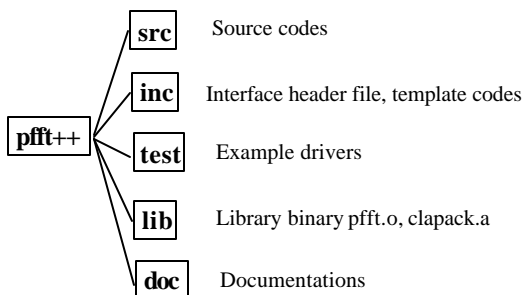 src Source codes
inc Interface header file, template codes
pfft++
test Example drivers
lib Library binary pfft.o, clapack.a
doc Documentations